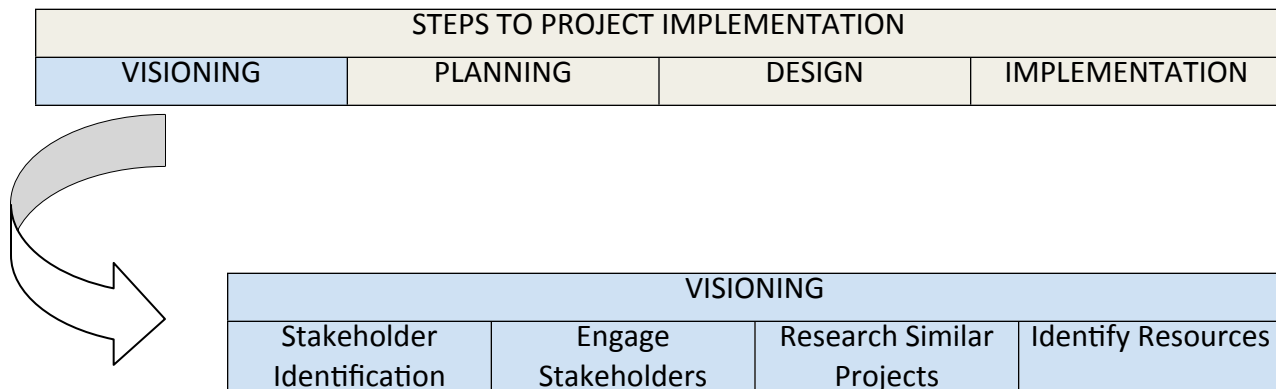 STEPS TO PROJECT IMPLEMENTATION
VISIONING PLANNING DESIGN IMPLEMENTATION
VISIONING
Stakeholder Identification
Engage Stakeholders
Research Similar Projects
Identify Resources